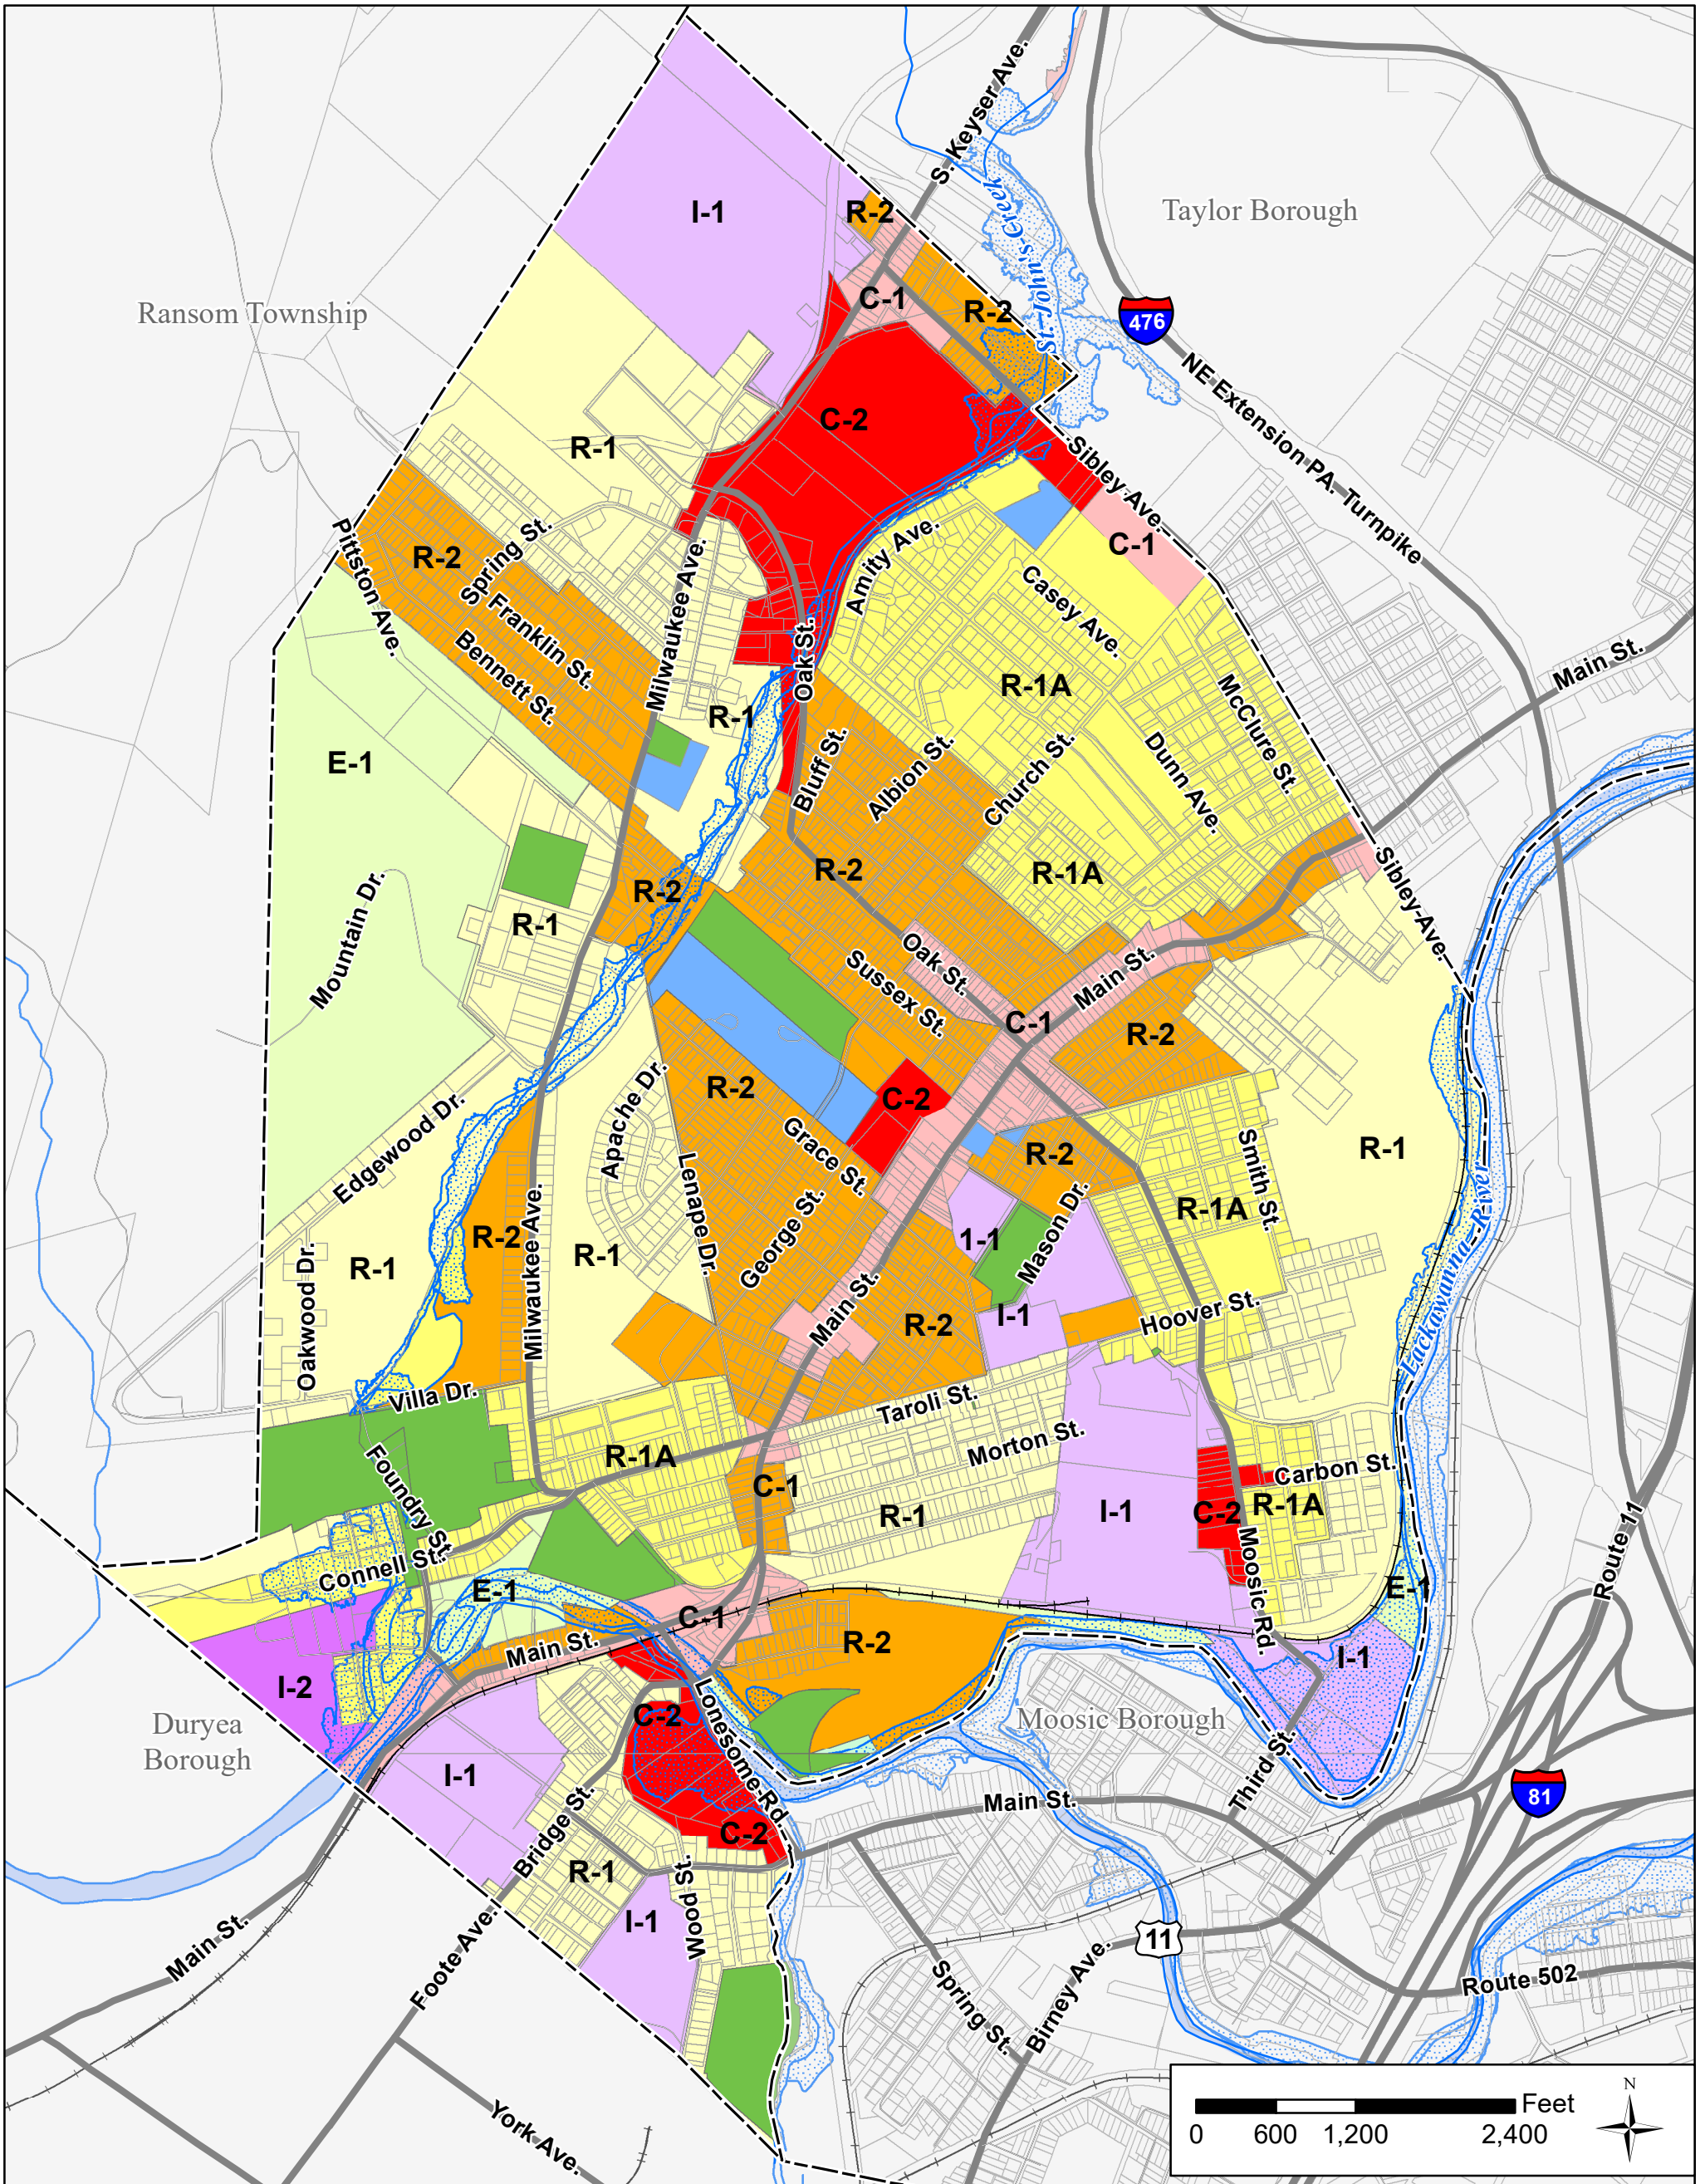 S. Keyser Ave.
Taylor Borough
St. John's Creek
I-1
R-2
Ransom Township
C-1
R-2
476
NE Extension PA. Turnpike
C-2
R-1
Sibley Ave.
Pittston Ave.
R-2
Spring St.
Franklin St.
Bennett St.
Milwaukee Ave.
Amity Ave.
C-1
Casey Ave.
Oak St.
Main St.
R-1A
McClure St.
R-1
E-1
Bluff St.
Albion St.
Church St.
Dunn Ave.
R-2
R-1A
Sibley Ave.
R-2
Mountain Dr.
R-1
Oak St.
Sussex St.
Main St.
C-1
R-2
R-2
C-2
Apache Dr.
Edgewood Dr.
Grace St.
R-2
Smith St.
R-1
Lenape Dr.
George St.
R-1A
Lackawanna River
R-2
Milwaukee Ave.
R-1
1-1
Mason Dr.
Oakwood Dr.
R-1
Main St.
R-2
I-1
Hoover St.
Villa Dr.
Taroli St.
Morton St.
Foundry St.
R-1A
C-1
R-1
I-1
C-2
Carbon St.
R-1A
Moosic Rd.
Route 11
Connell St.
E-1
E-1
C-1
Main St.
R-2
I-1
I-2
Duryea
Borough
C-2
Lonesome Rd.
Moosic Borough
Third St.
I-1
Main St.
81
C-2
Bridge St.
R-1
Wood St.
I-1
Main St.
Foote Ave.
11
Spring St.
Birney Ave.
Route 502
York Ave.
N
Feet
0 600 1,200 2,400